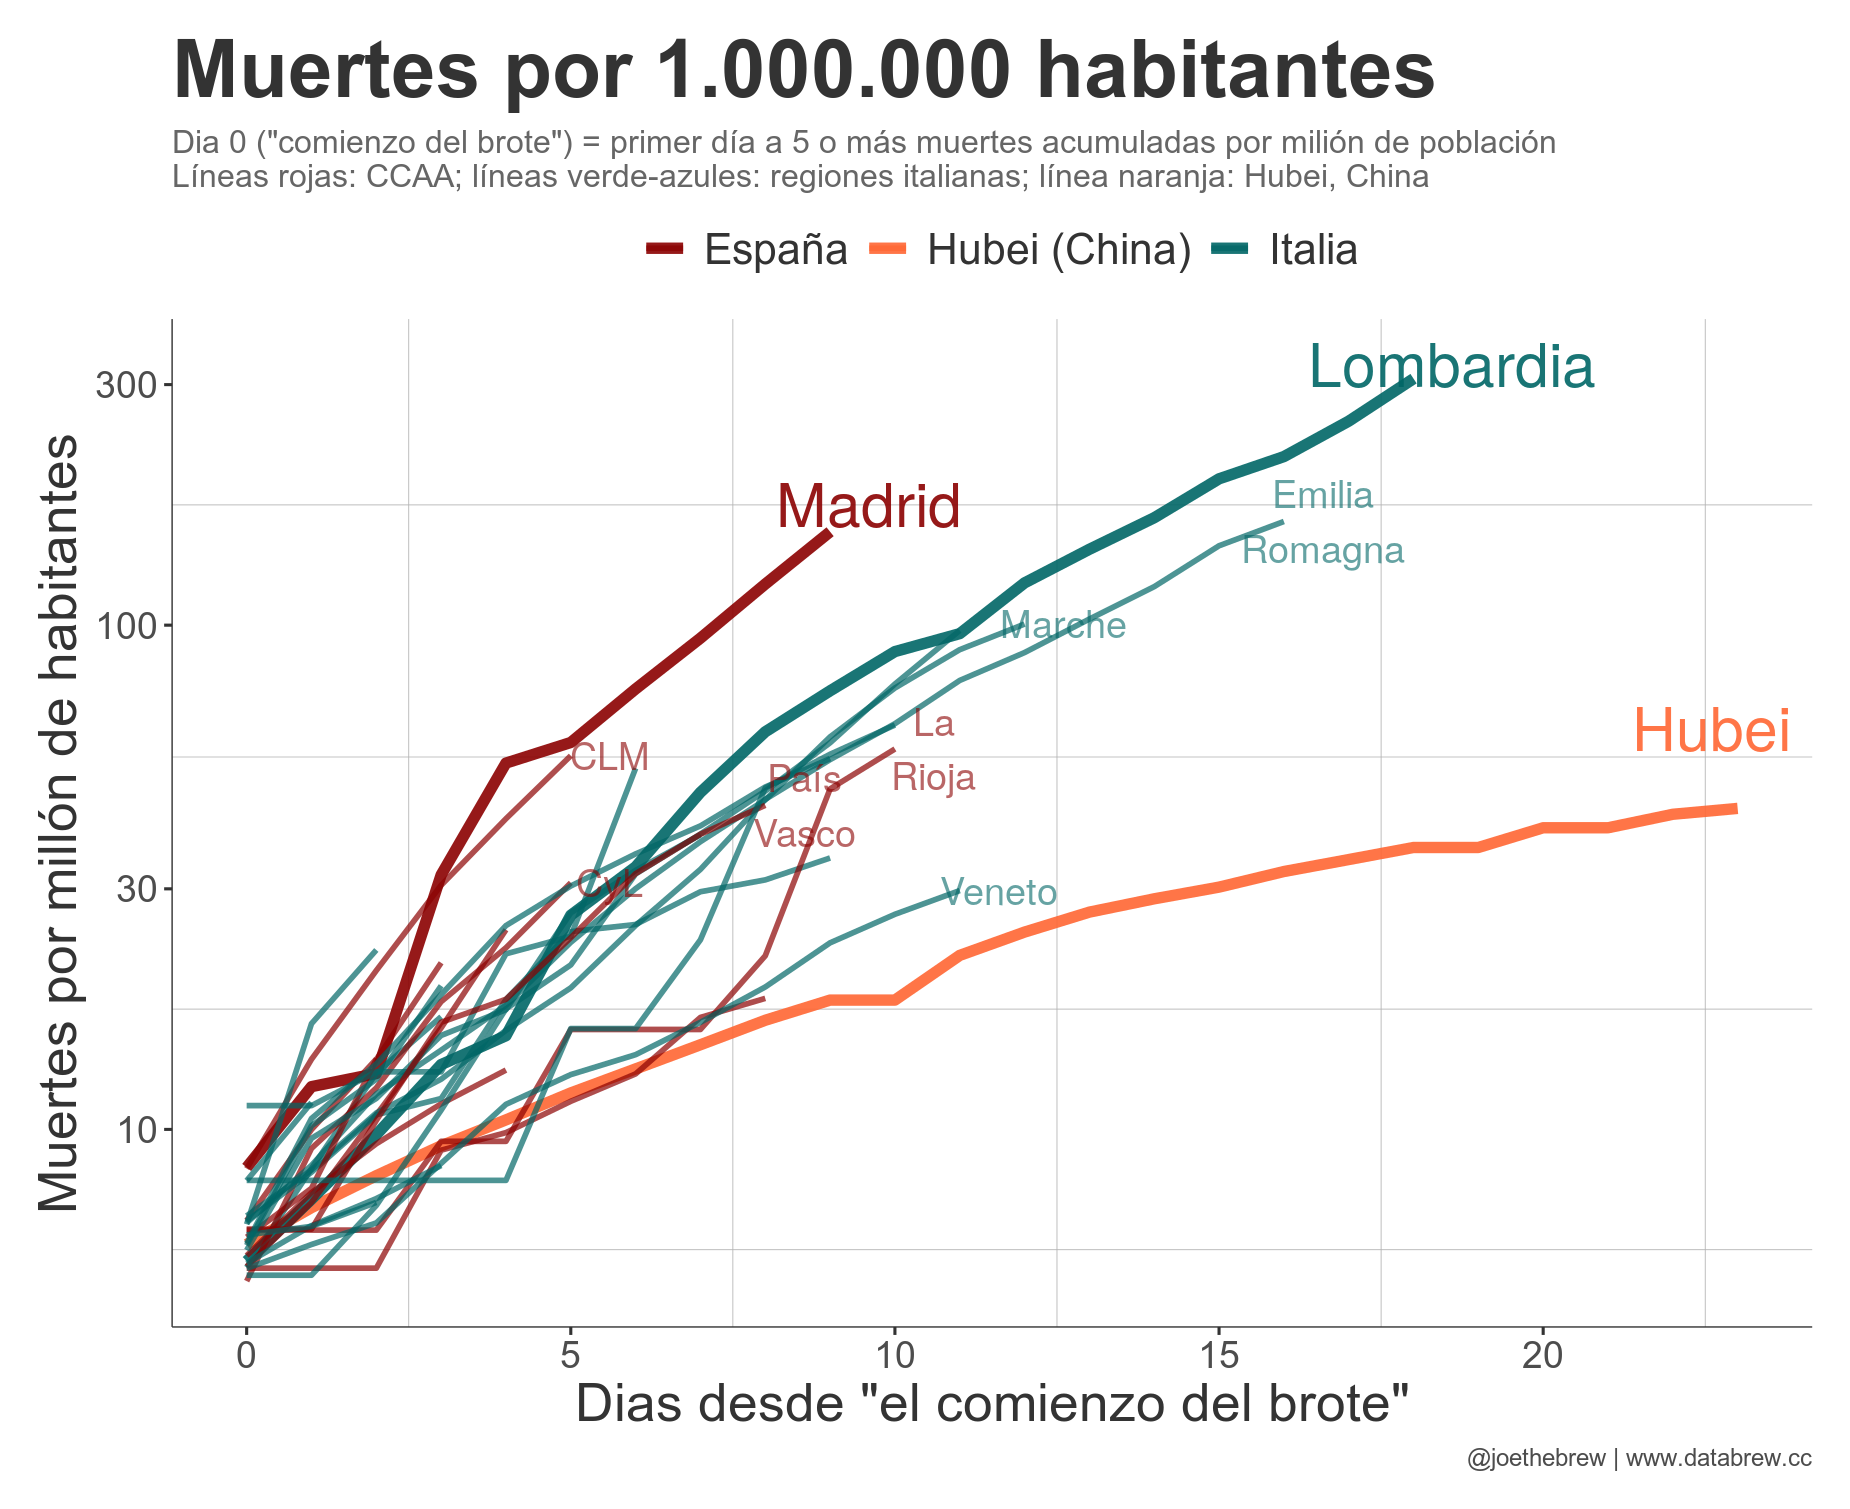 Muertes por 1.000.000 habitantes
Dia 0 ("comienzo del brote") = primer día a 5 o más muertes acumuladas por milión de población
Líneas rojas: CCAA; líneas verde-azules: regiones italianas; línea naranja: Hubei, China
España
Hubei (China)
Italia
Muertes por millón de habitantes
300
100
30
10
Lombardia
Emilia
Romagna
Madrid
Marche
La
Rioja
Hubei
CLM
País
Vasco
CyL
Veneto
0
5
10
15
20
Dias desde "el comienzo del brote"
@joethebrew | www.databrew.cc